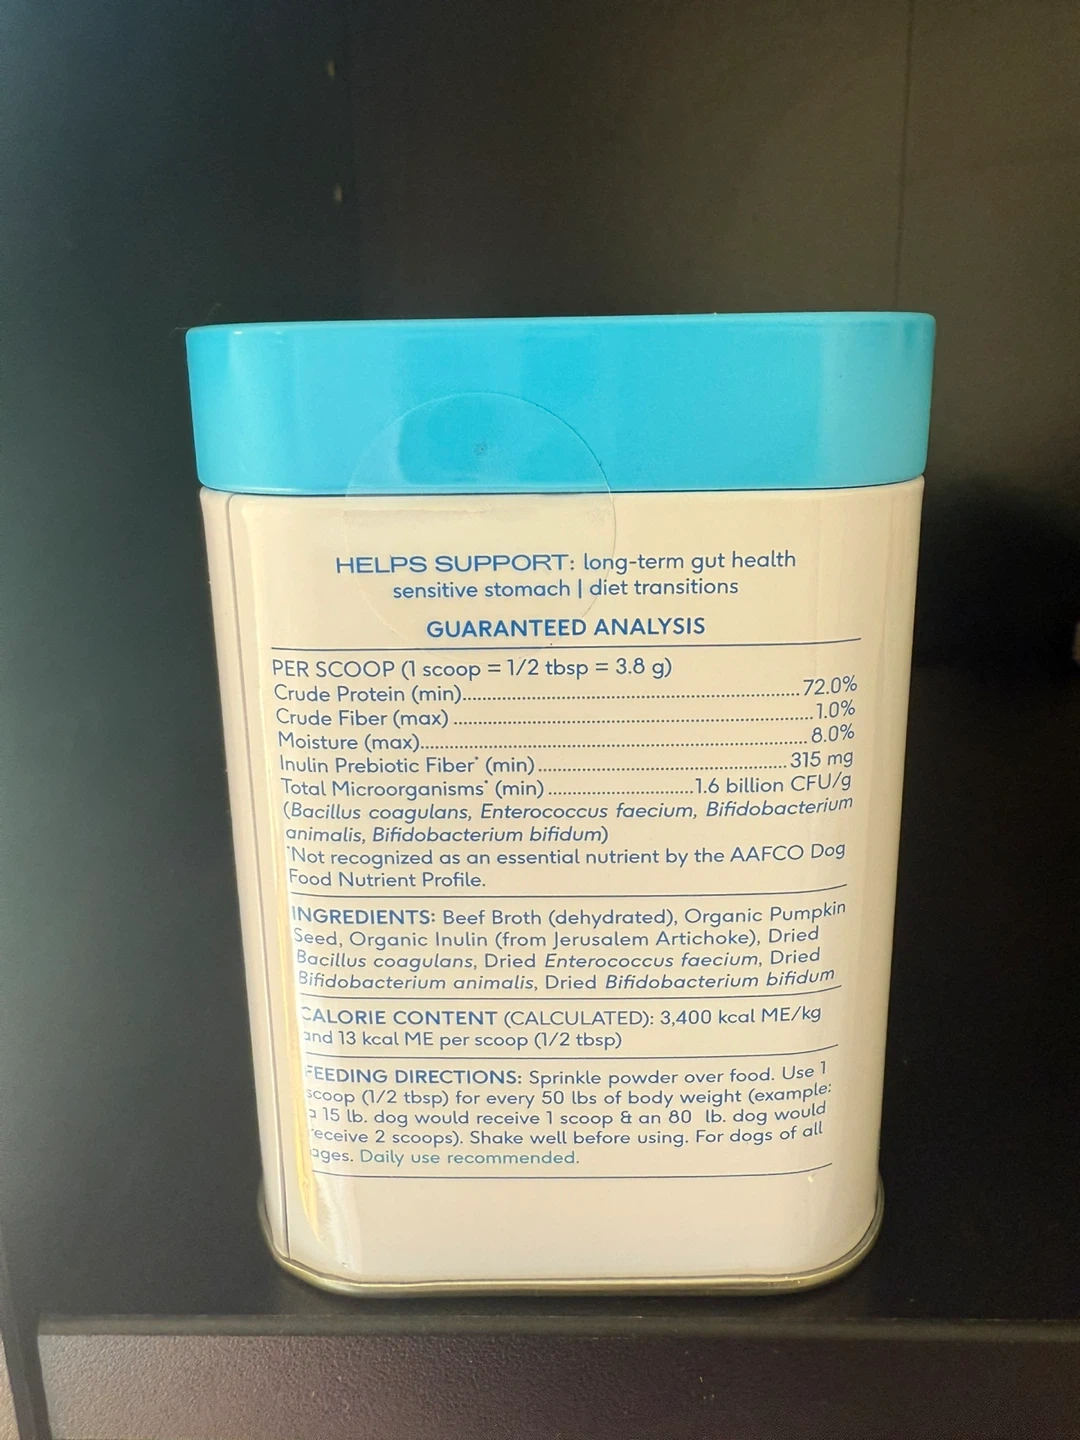 HELPS SUPPORT: long-term gut health
sensitive stomach | diet transitions
GUARANTEED ANALYSIS
PER SCOOP (1 scoop = 1/2 tbsp = 3.8 g)
Crude Protein (min)........................................72.0%
Crude Fiber (max)..........................................1.0%
Moisture (max).............................................8.0%
Inulin Prebiotic Fiber* (min)..............................315 mg
Total Microorganisms* (min).....................1.6 billion CFU/g
(Bacillus coagulans, Enterococcus faecium, Bifidobacterium
animalis, Bifidobacterium bifidum)
*Not recognized as an essential nutrient by the AAFCO Dog
Food Nutrient Profile.
INGREDIENTS: Beef Broth (dehydrated), Organic Pumpkin
Seed, Organic Inulin (from Jerusalem Artichoke), Dried
Bacillus coagulans, Dried Enterococcus faecium, Dried
Bifidobacterium animalis, Dried Bifidobacterium bifidum
CALORIE CONTENT (CALCULATED): 3,400 kcal ME/kg
and 13 kcal ME per scoop (1/2 tbsp)
FEEDING DIRECTIONS: Sprinkle powder over food. Use 1
scoop (1/2 tbsp) for every 50 lbs of body weight (example:
a 15 lb. dog would receive 1 scoop & an 80 lb. dog would
receive 2 scoops). Shake well before using. For dogs of all
ages. Daily use recommended.